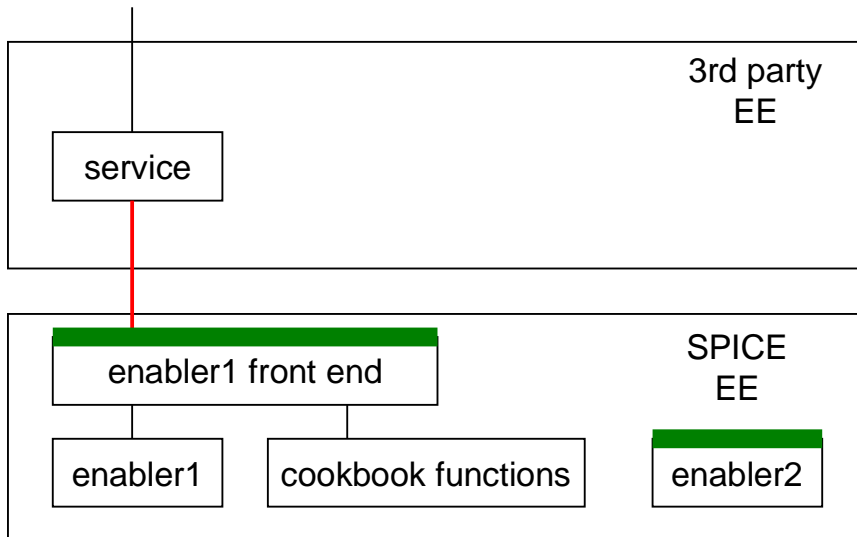 3rd party
EE
service
enabler1 front end
SPICE
EE
enabler1
cookbook functions
enabler2